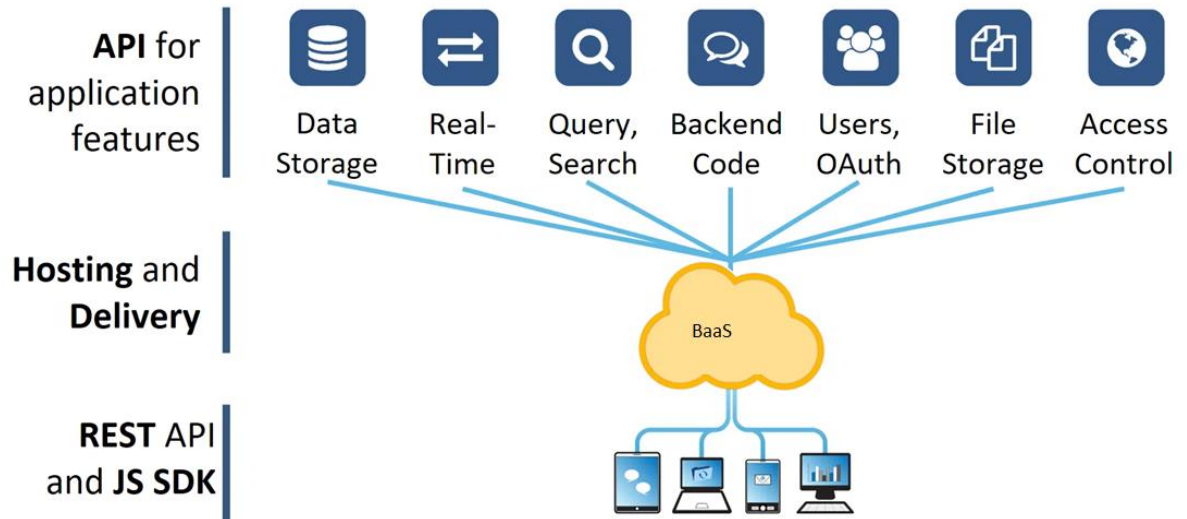 API for
application
features
Data
Storage
Real-
Time
Query,
Search
Backend
Code
Users,
OAuth
File
Storage
Access
Control
Hosting and
Delivery
BaaS
REST API
and JS SDK